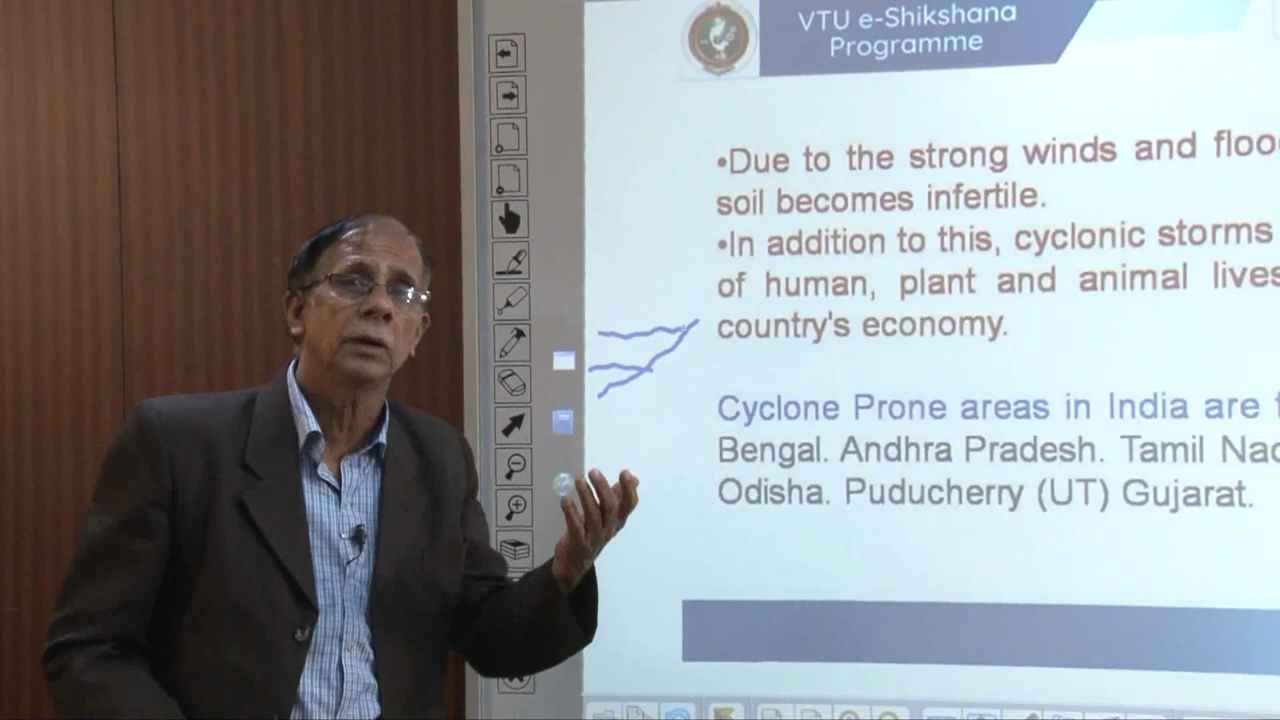 VTU e-Shikshana
Programme
•Due to the strong winds and
soil becomes infertile.
•In addition to this, cyclonic storms
of human, plant and animal lives
country's economy.
Cyclone Prone areas in India are
Bengal. Andhra Pradesh. Tamil
Odisha. Puducherry (UT) Gujarat.